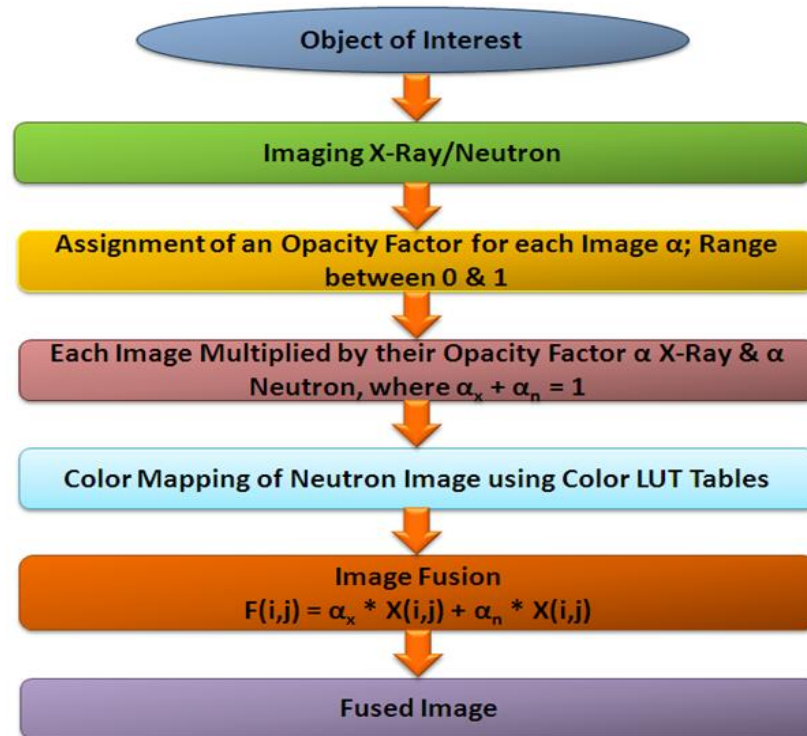 Object of Interest
Imaging X-Ray/Neutron
Assignment of an Opacity Factor for each Image α; Range
between 0 & 1
Each Image Multiplied by their Opacity Factor α X-Ray & α
Neutron, where αₓ + αₙ = 1
Color Mapping of Neutron Image using Color LUT Tables
Image Fusion
F(i,j) = αₓ * X(i,j) + αₙ * X(i,j)
Fused Image